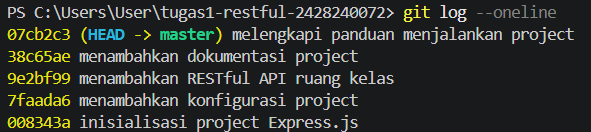 PS C:\Users\User\tugas1-restful-2428240072> git log --oneline
07cb2c3 (HEAD -> master) melengkapi panduan menjalankan project
38c65ae menambahkan dokumentasi project
9e2bf99 menambahkan RESTful API ruang kelas
7faada6 menambahkan konfigurasi project
008343a inisialisasi project Express.js